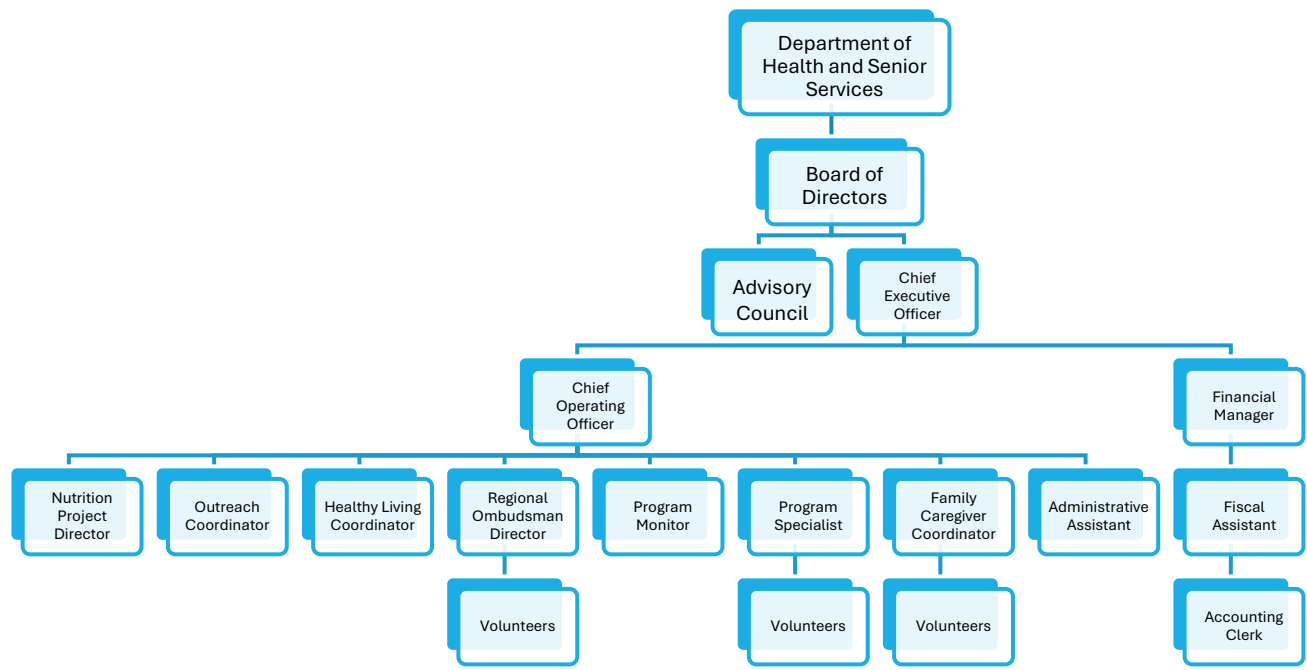 Department of
Health and Senior
Services
Board of
Directors
Advisory
Council
Chief
Executive
Officer
Chief
Operating
Officer
Financial
Manager
Nutrition
Project
Director
Outreach
Coordinator
Healthy Living
Coordinator
Regional
Ombudsman
Director
Program
Monitor
Program
Specialist
Family
Caregiver
Coordinator
Administrative
Assistant
Fiscal
Assistant
Volunteers
Volunteers
Volunteers
Accounting
Clerk